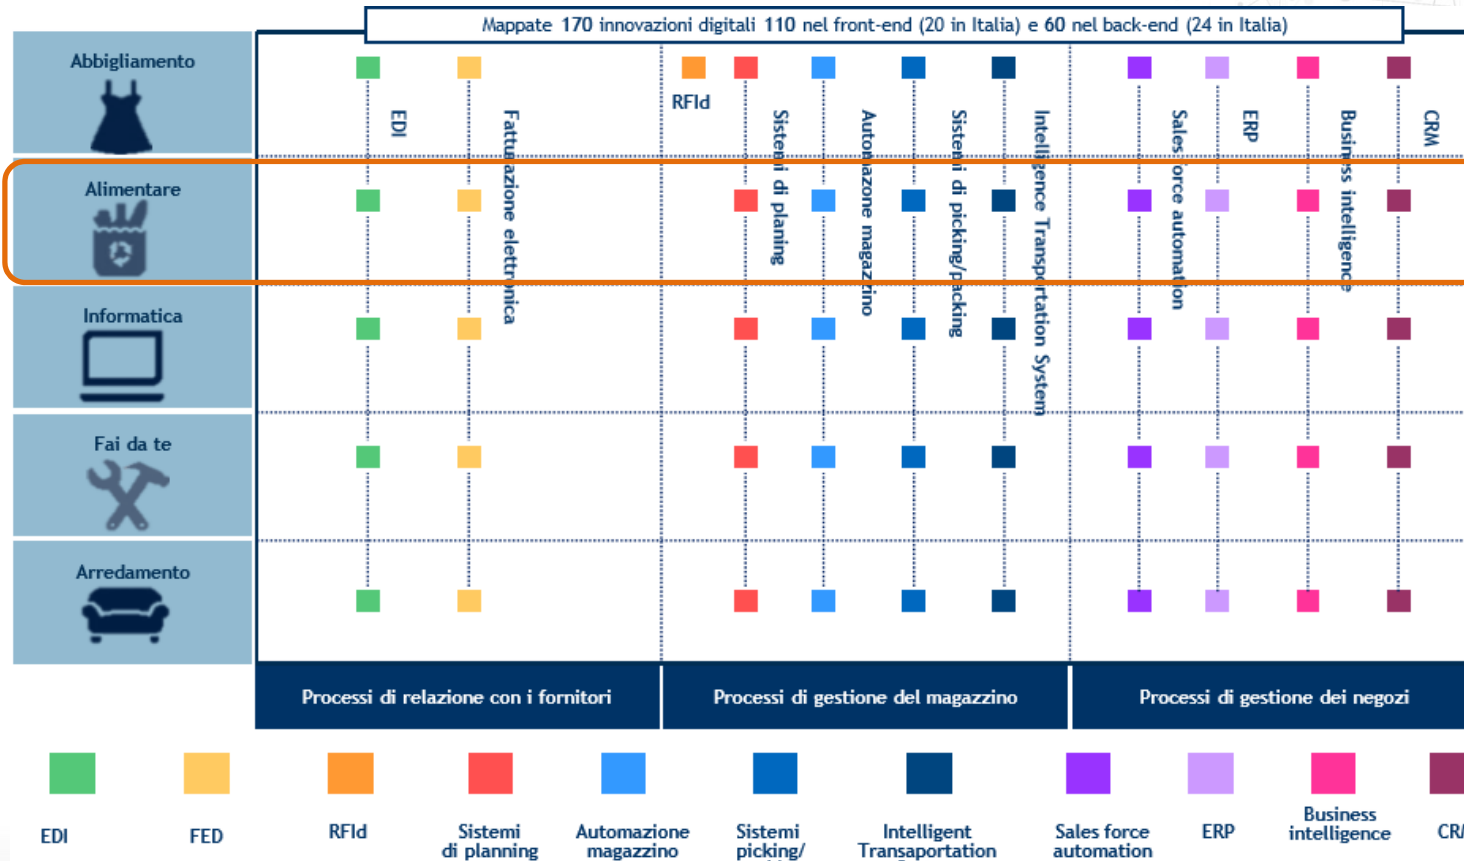 Mappate 170 innovazioni digitali 110 nel front-end (20 in Italia) e 60 nel back-end (24 in Italia)
Abbigliamento
EDI
Fatturazione elettronica
RFId
Sistemi di planing
Automazone magazzino
Sistemi di picking/packing
Intelligence Transportation System
Sales force automation
ERP
Business intelligence
CRM
Alimentare
Informatica
Fai da te
Arredamento
Processi di relazione con i fornitori
Processi di gestione del magazzino
Processi di gestione dei negozi
EDI
FED
RFId
Sistemi
di planning
Automazione
magazzino
Sistemi
picking/
Intelligent
Transportation
Sales force
automation
ERP
Business
intelligence